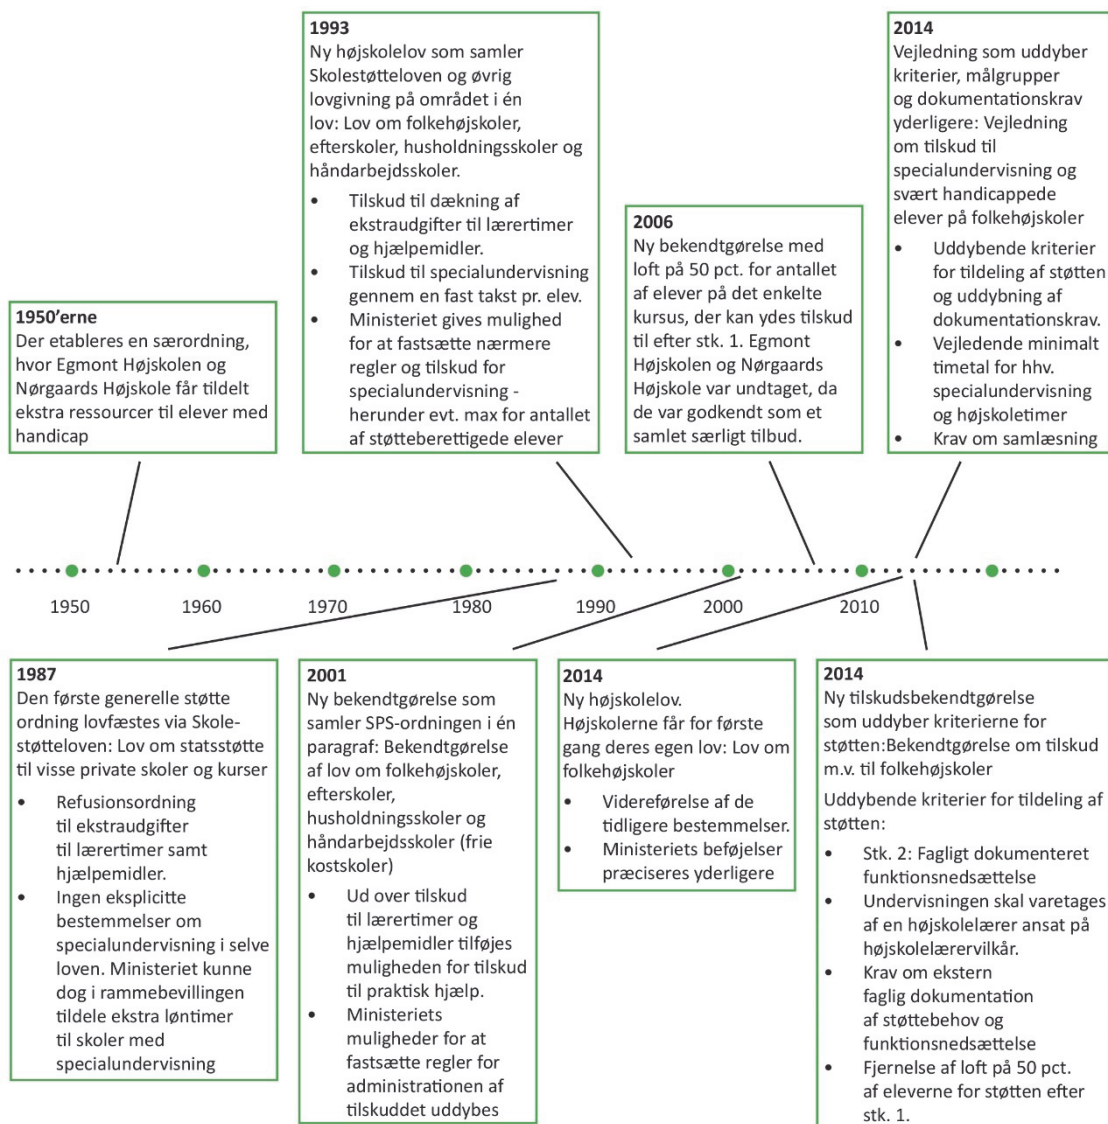 1993
Ny højskolelov som samler
Skolestøtteloven og øvrig
lovgivning på området i én
lov: Lov om folkehøjskoler,
efterskoler, husholdningsskoler og
håndarbejdsskoler.
• Tilskud til dækning af
ekstraudgifter til lærertimer
og hjælpemidler.
• Tilskud til specialundervisning
gennem en fast takst pr. elev.
• Ministeriet gives mulighed
for at fastsætte nærmere
regler og tilskud for
specialundervisning -
herunder evt. max for antallet
af støtteberettigede elever
2014
Vejledning som uddyber
kriterier, målgrupper
og dokumentationskrav
yderligere: Vejledning
om tilskud til
specialundervisning og
svært handicappede
elever på folkehøjskoler
• Uddybende kriterier
for tildeling af støtten
og uddybning af
dokumentationskrav.
• Vejledende minimalt
timetal for hhv.
specialundervisning
og højskoletimer
• Krav om samlæsning
2006
Ny bekendtgørelse med
loft på 50 pct. for antallet
af elever på det enkelte
kursus, der kan ydes tilskud
til efter stk. 1. Egmont
Højskolen og Nørgaards
Højskole var undtaget, da
de var godkendt som et
samlet særligt tilbud.
1950’erne
Der etableres en særordning,
hvor Egmont Højskolen og
Nørgaards Højskole får tildelt
ekstra ressourcer til elever med
handicap
1950 1960 1970 1980 1990 2000 2010
1987
Den første generelle støtte
ordning lovfæstes via Skole-
støtteloven: Lov om statsstøtte
til visse private skoler og kurser
• Refusionsordning
til ekstraudgifter
til lærertimer samt
hjælpemidler.
• Ingen eksplicitte
bestemmelser om
specialundervisning i selve
loven. Ministeriet kunne
dog i rammebevillingen
tildele ekstra løntimer
til skoler med
specialundervisning
2001
Ny bekendtgørelse som
samler SPS-ordningen i én
paragraf: Bekendtgørelse
af lov om folkehøjskoler,
efterskoler,
husholdningsskoler og
håndarbejdsskoler (frie
kostskoler)
• Ud over tilskud
til lærertimer og
hjælpemidler tilføjes
muligheden for tilskud
til praktisk hjælp.
• Ministeriets
muligheder for at
fastsætte regler for
administrationen af
tilskuddet uddybes
2014
Ny højskolelov.
Højskolerne får for første
gang deres egen lov: Lov om
folkehøjskoler
• Videreførelse af de
tidligere bestemmelser.
• Ministeriets beføjelser
præciseres yderligere
2014
Ny tilskudsbekendtgørelse
som uddyber kriterierne for
støtten:Bekendtgørelse om tilskud
m.v. til folkehøjskoler
Uddybende kriterier for tildeling af
støtten:
• Stk. 2: Fagligt dokumenteret
funktionsnedsættelse
• Undervisningen skal varetages
af en højskolelærer ansat på
højskolelærervilkår.
• Krav om ekstern
faglig dokumentation
af støttebehov og
funktionsnedsættelse
• Fjernelse af loft på 50 pct.
af eleverne for støtten efter
stk. 1.